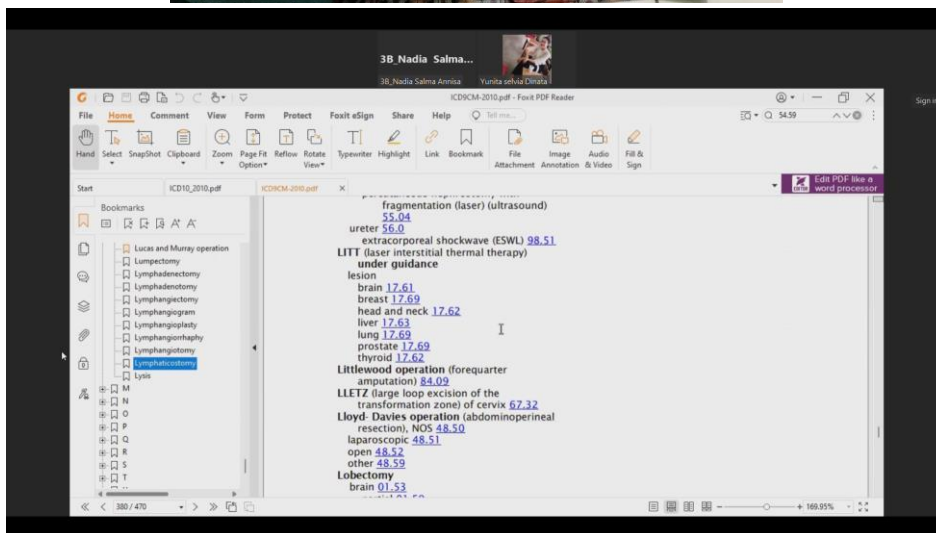 3B_Nadia Salma...
3B_Nadia Salma Annisa Yunita selvia Dinata
ICD9CM-2010.pdf - Foxit PDF Reader
Sign in
File Home Comment View Form Protect Foxit eSign Share Help Tell me... 54.59
Hand Select SnapShot Clipboard Zoom Page Fit Option Reflow Rotate View Typewriter Highlight Link Bookmark File Attachment Image Annotation Audio & Video Fill & Sign
Start ICD10_2010.pdf ICD9CM-2010.pdf
Edit PDF like a
word processor
Bookmarks
Lucas and Murray operation
Lumpectomy
Lymphadenectomy
Lymphadenotomy
Lymphangiectomy
Lymphangiogram
Lymphangioplasty
Lymphangiorrhaphy
Lymphangiotomy
Lymphaticostomy
Lysis
M
N
O
P
Q
R
S
T
fragmentation (laser) (ultrasound)
55.04
ureter 56.0
extracorporeal shockwave (ESWL) 98.51
LITT (laser interstitial thermal therapy)
under guidance
lesion
brain 17.61
breast 17.69
head and neck 17.62
liver 17.63
lung 17.69
prostate 17.69
thyroid 17.62
Littlewood operation (forequarter
amputation) 84.09
LLETZ (large loop excision of the
transformation zone) of cervix 67.32
Lloyd- Davies operation (abdominoperineal
resection), NOS 48.50
laparoscopic 48.51
open 48.52
other 48.59
Lobectomy
brain 01.53
380 / 470
169.95%